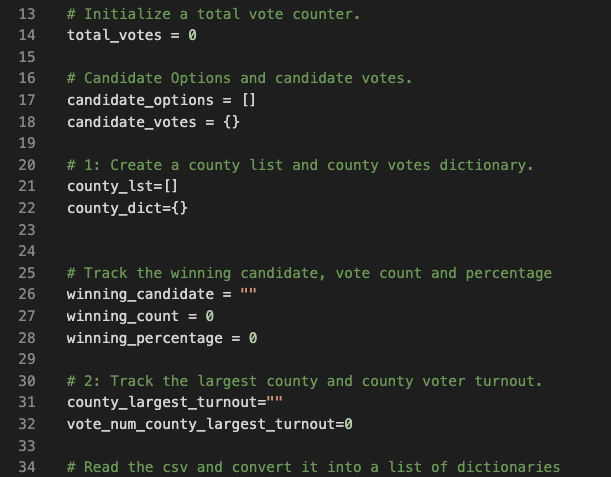 13 # Initialize a total vote counter.
14 total_votes = 0
15
16 # Candidate Options and candidate votes.
17 candidate_options = []
18 candidate_votes = {}
19
20 # 1: Create a county list and county votes dictionary.
21 county_lst=[]
22 county_dict={}
23
24
25 # Track the winning candidate, vote count and percentage
26 winning_candidate = ""
27 winning_count = 0
28 winning_percentage = 0
29
30 # 2: Track the largest county and county voter turnout.
31 county_largest_turnout=""
32 vote_num_county_largest_turnout=0
33
34 # Read the csv and convert it into a list of dictionaries